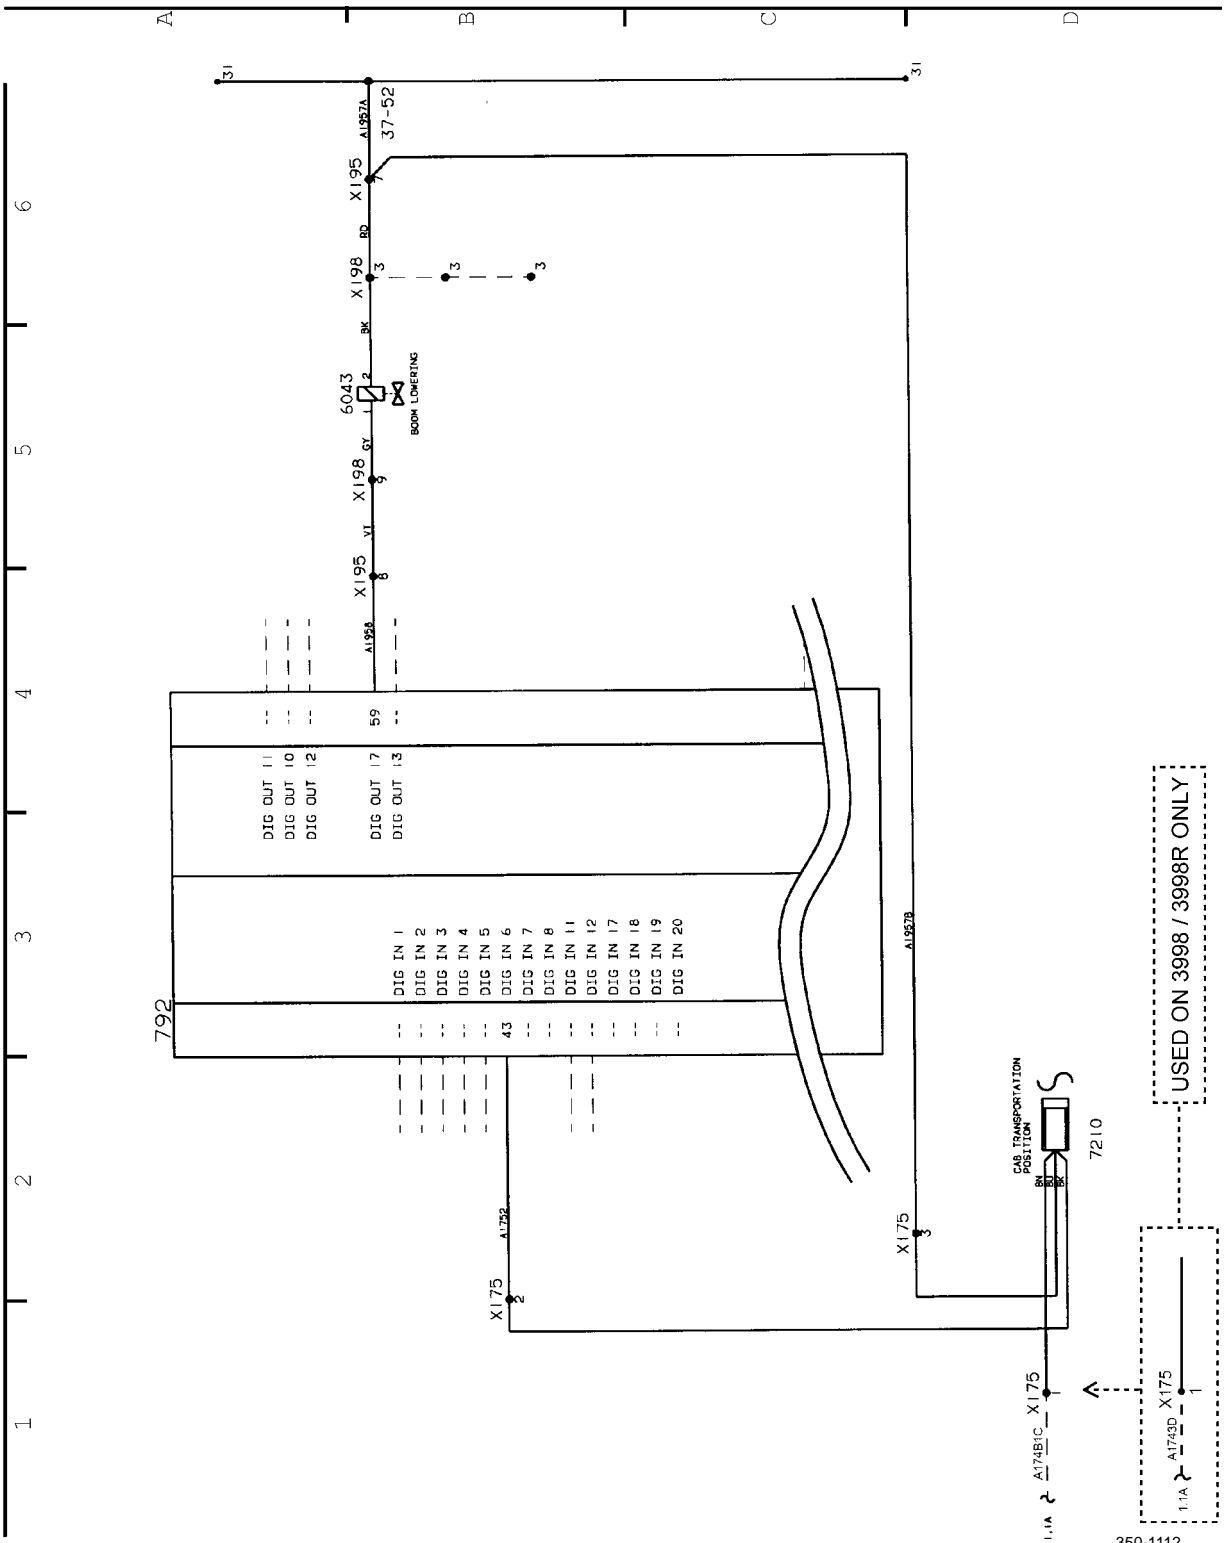 A
B
C
D
1
2
3
4
5
6
31
31
37-52
A1957A
X195
7
RD
X198
3
3
3
BK
2
6043
1
BOOM LOWERING
GY
X198
9
VT
X195
8
A1958
792
DIG OUT 11 --
DIG OUT 10 --
DIG OUT 12 --
DIG OUT 17 59
DIG OUT 13 --
-- DIG IN 1
-- DIG IN 2
-- DIG IN 3
-- DIG IN 4
-- DIG IN 5
43 DIG IN 6
-- DIG IN 7
-- DIG IN 8
-- DIG IN 11
-- DIG IN 12
-- DIG IN 17
-- DIG IN 18
-- DIG IN 19
-- DIG IN 20
A1752
X175
2
A1957B
X175
3
CAB TRANSPORTATION
POSITION
BN
BU
BK
7210
1.1A
A174B1C
X175
1
1.1A
A1743D
X175
1
USED ON 3998 / 3998R ONLY
350-1112